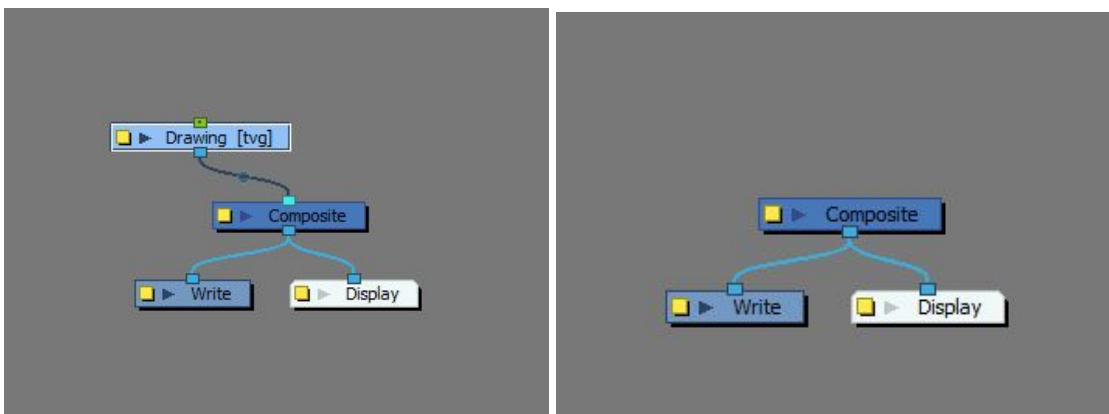 Drawing [tvg]
Composite
Write
Display
Composite
Write
Display